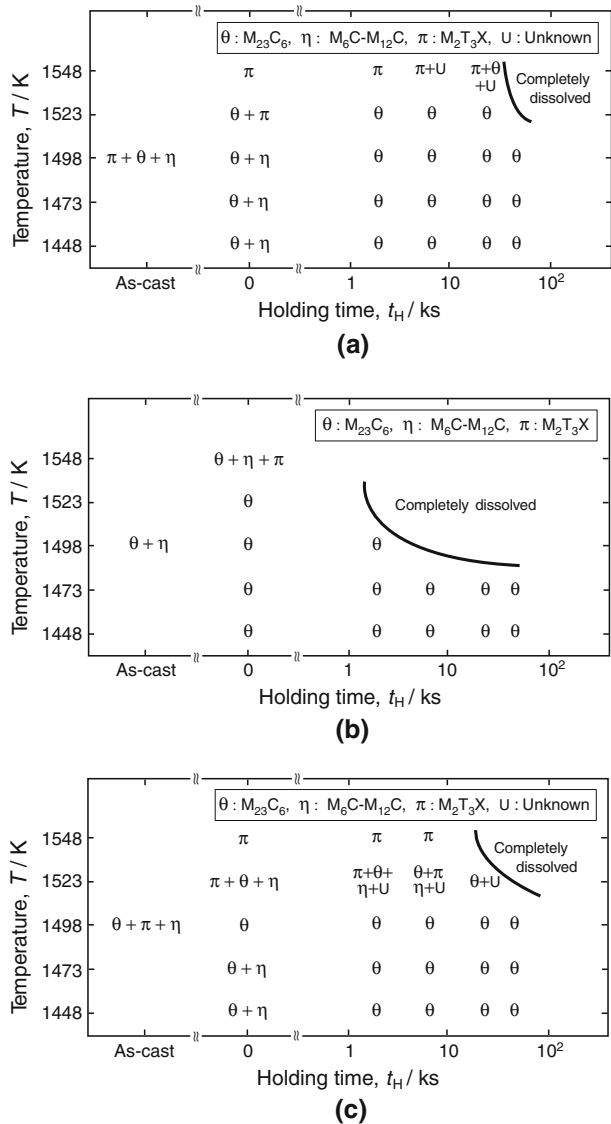 θ : M₂₃C₆, η : M₆C-M₁₂C, π : M₂T₃X, U : Unknown
1548 π π π+U π+θ
+U
Completely
dissolved
1523 θ + π θ θ θ
1498 π + θ + η θ + η θ θ θ θ
1473 θ + η θ θ θ θ
1448 θ + η θ θ θ θ
Temperature, T / K
As-cast 0 1 10 10²
Holding time, tH / ks
(a)
θ : M₂₃C₆, η : M₆C-M₁₂C, π : M₂T₃X
1548 θ + η + π
1523 θ Completely dissolved
1498 θ + η θ θ
1473 θ θ θ θ θ
1448 θ θ θ θ θ
Temperature, T / K
As-cast 0 1 10 10²
Holding time, tH / ks
(b)
θ : M₂₃C₆, η : M₆C-M₁₂C, π : M₂T₃X, U : Unknown
1548 π π π
Completely
dissolved
1523 π + θ + η π+θ+ θ+π θ+U
η+U η+U
1498 θ + π + η θ θ θ θ θ
1473 θ + η θ θ θ θ
1448 θ + η θ θ θ θ
Temperature, T / K
As-cast 0 1 10 10²
Holding time, tH / ks
(c)